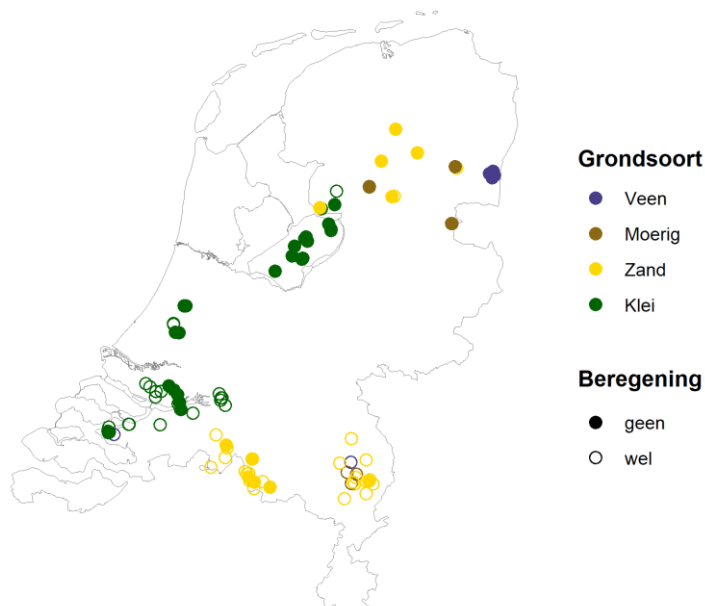 Grondsoort
Veen
Moerig
Zand
Klei
Beregening
geen
wel